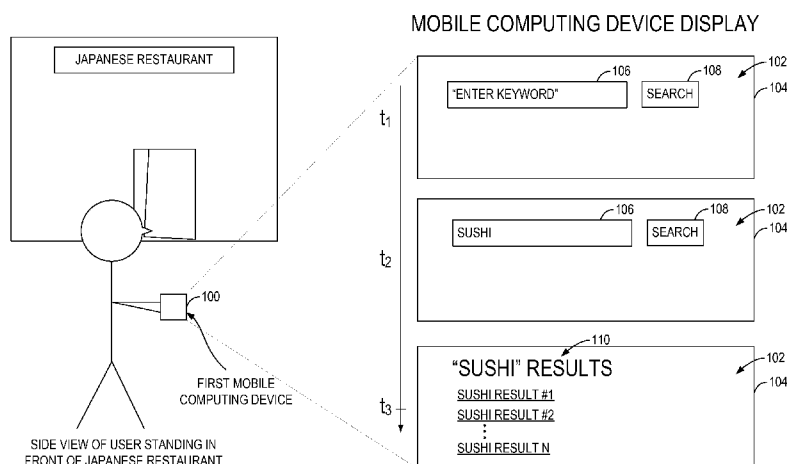 MOBILE COMPUTING DEVICE DISPLAY
JAPANESE RESTAURANT
100
FIRST MOBILE
COMPUTING DEVICE
SIDE VIEW OF USER STANDING IN
FRONT OF JAPANESE RESTAURANT
t1
106
108
102
104
"ENTER KEYWORD"
SEARCH
t2
106
108
102
104
SUSHI
SEARCH
t3
110
102
104
"SUSHI" RESULTS
SUSHI RESULT #1
SUSHI RESULT #2
SUSHI RESULT N